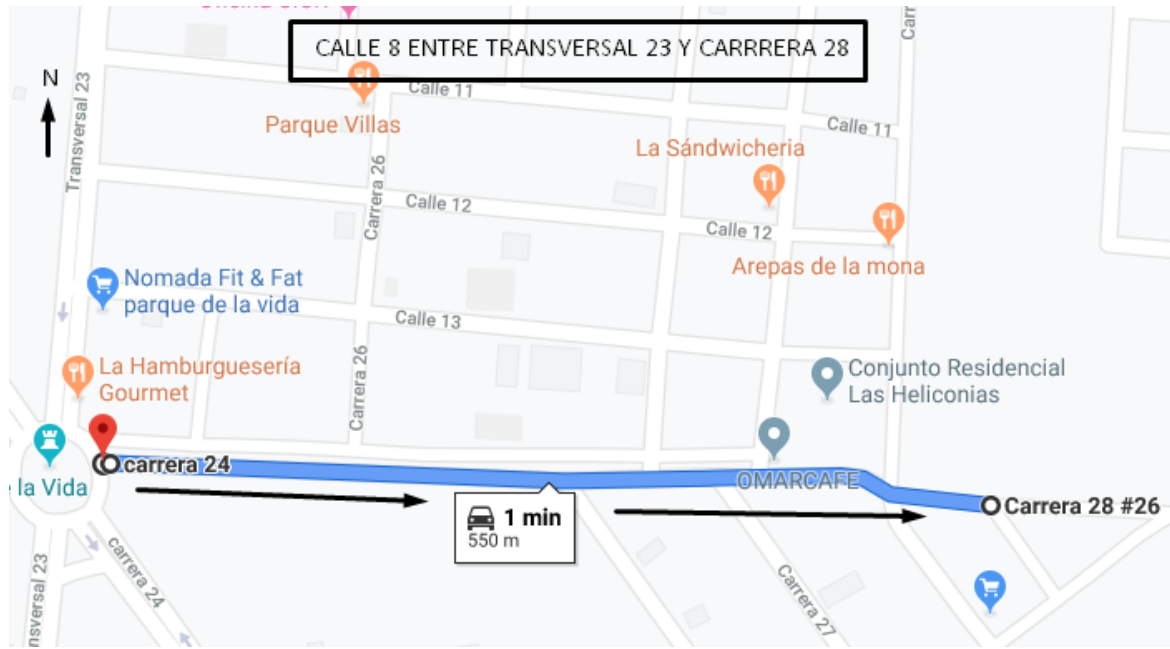 CALLE 8 ENTRE TRANSVERSAL 23 Y CARRRERA 28
N
Transversal 23
Calle 11
Parque Villas
Calle 11
La Sándwicheria
Carrera 26
Calle 12
Calle 12
Arepas de la mona
Nomada Fit & Fat
parque de la vida
Calle 13
La Hamburguesería
Gourmet
Carrera 26
Conjunto Residencial
Las Heliconias
carrera 24
la Vida
OMARCAFE
1 min
550 m
Carrera 28 #26
carrera 24
Carrera 27
nsversal 23